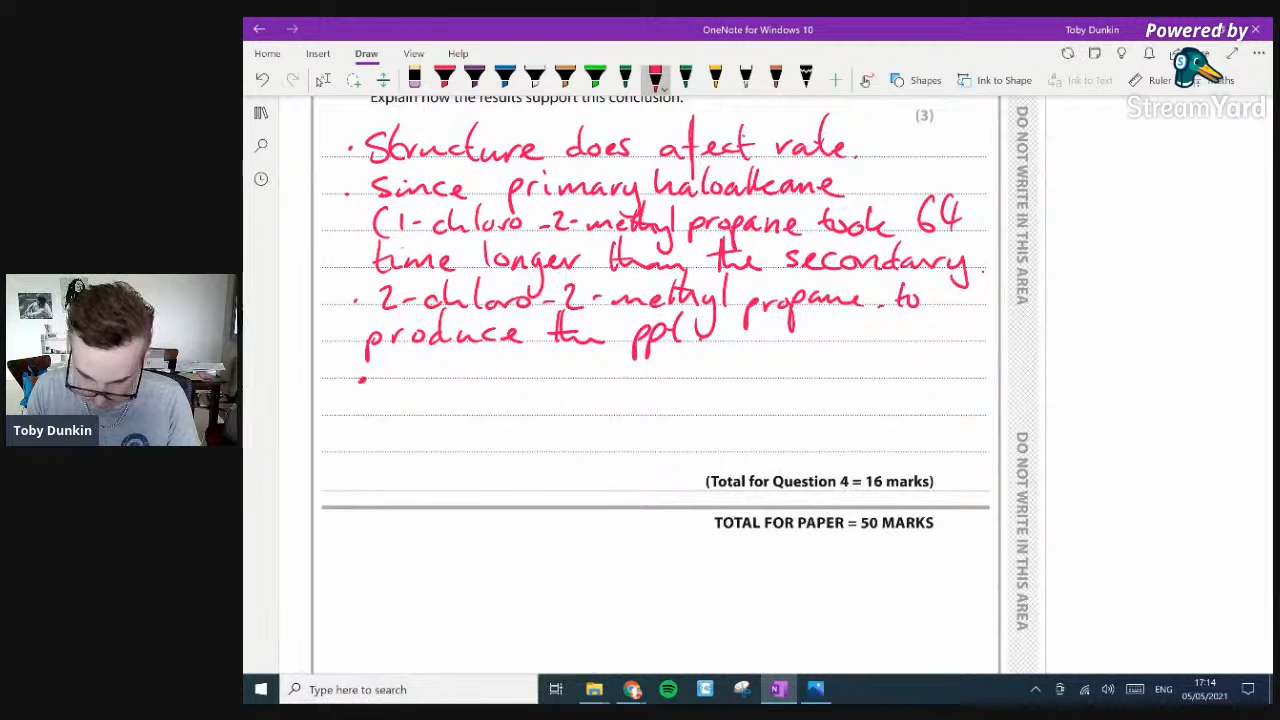 OneNote for Windows 10
Toby Dunkin
Powered by
StreamYard
Home Insert Draw View Help
Shapes Ink to Shape Ink to Text Ruler Maths
Explain how the results support this conclusion.
(3)
• Structure does afect rate.
• Since primary haloalkane
(1-chloro-2-methyl propane took 64
time longer than the secondary
• 2-chloro-2-methyl propane. to
produce the ppt
•
(Total for Question 4 = 16 marks)
TOTAL FOR PAPER = 50 MARKS
DO NOT WRITE IN THIS AREA
DO NOT WRITE IN THIS AREA
Toby Dunkin
Type here to search
ENG
17:14
05/05/2021